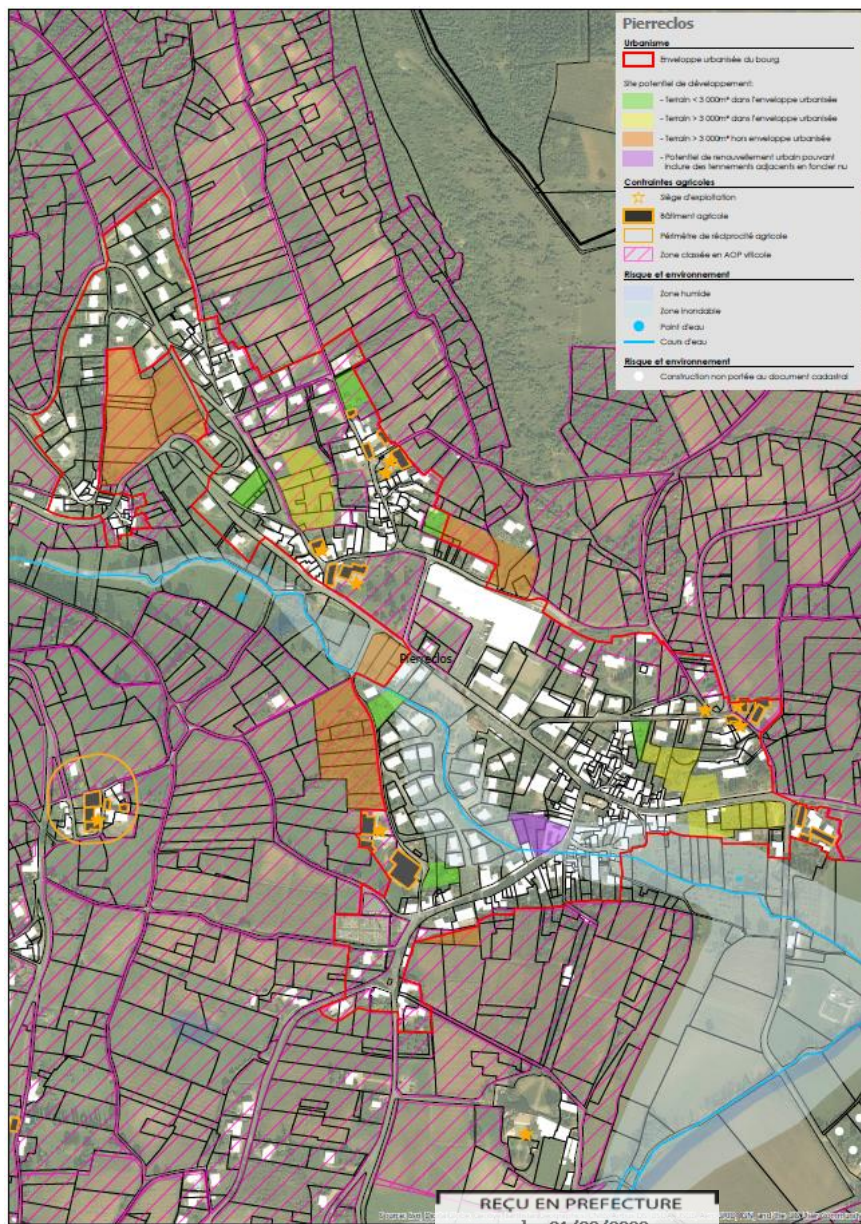 Pierreclos
Urbanisme
Enveloppe urbanisée du bourg
Site potentiel de développement:
- Terrain < 3 000m² dans l'enveloppe urbanisée
- Terrain > 3 000m² dans l'enveloppe urbanisée
- Terrain > 3 000m² hors enveloppe urbanisée
- Potentiel de renouvellement urbain pouvant
inclure des tennements adjacents en foncier nu
Contraintes agricoles
Siège d'exploitation
Bâtiment agricole
Périmètre de réciprocité agricole
Zone classée en AOP viticole
Risque et environnement
Zone humide
Zone inondable
Point d'eau
Cours d'eau
Risque et environnement
Construction non portée au document cadastral
Pierreclos
RECU EN PREFECTURE